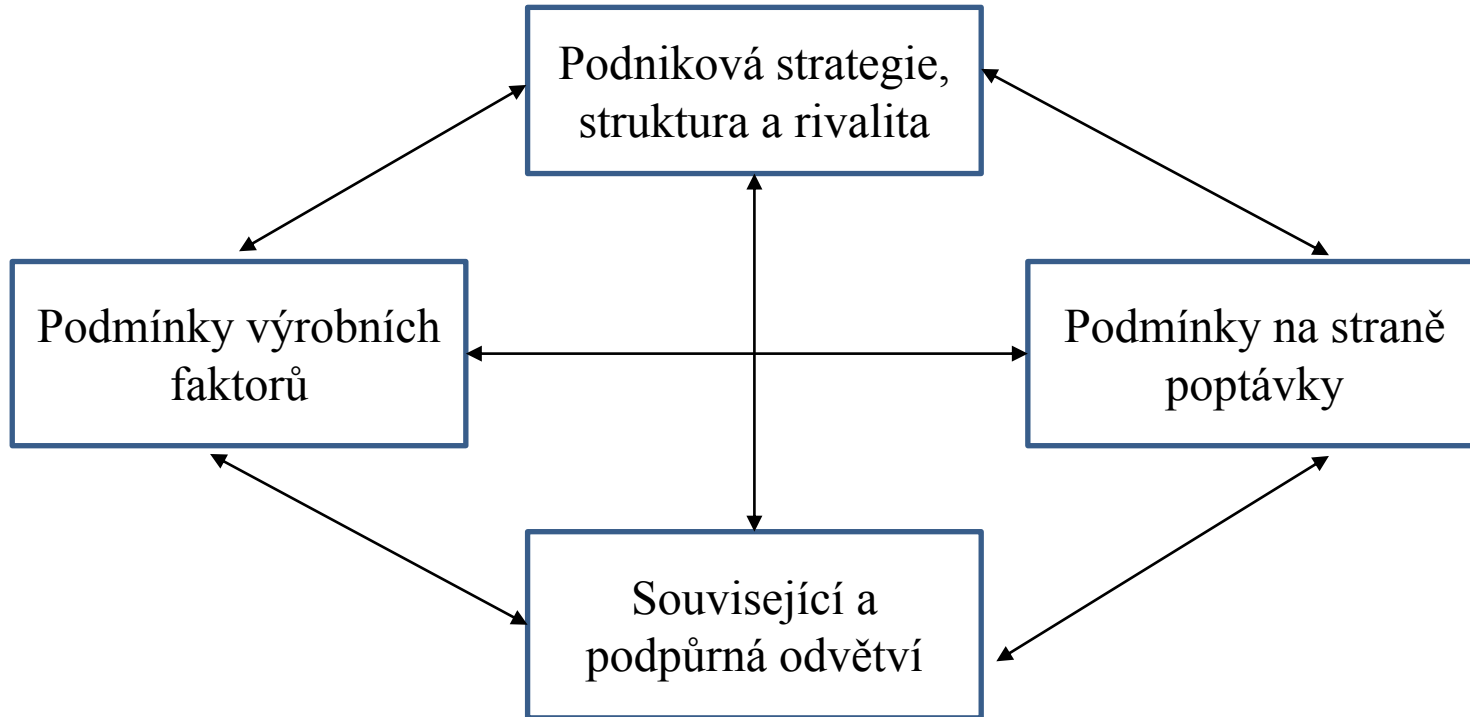 Podniková strategie,
struktura a rivalita
Podmínky výrobních
faktorů
Podmínky na straně
poptávky
Související a
podpůrná odvětví